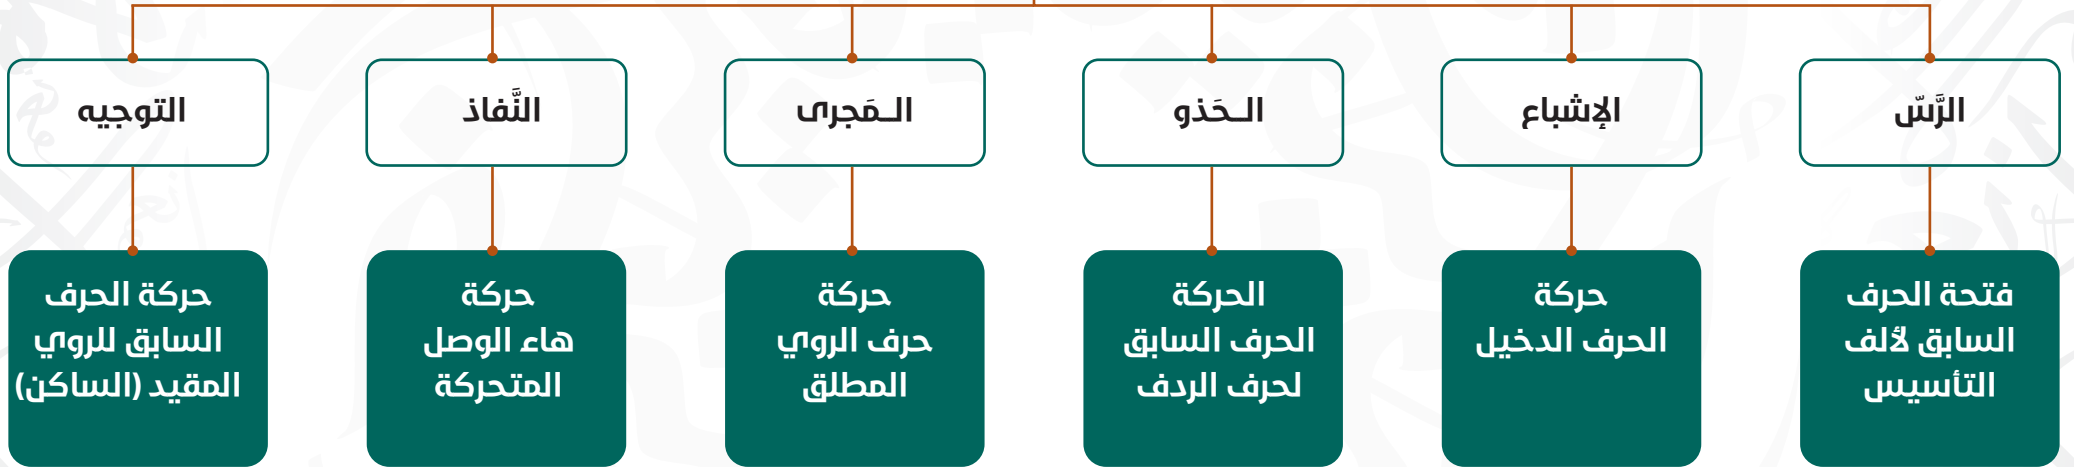 الرَّسّ
الإشباع
الـحَذو
الـمَجرى
النَّفاذ
التوجيه
فتحة الحرف
السابق لألف
التأسيس
حركة
الحرف الدخيل
الحركة
الحرف السابق
لحرف الردف
حركة
حرف الروي
المطلق
حركة
هاء الوصل
المتحركة
حركة الحرف
السابق للروي
المقيد (الساكن)